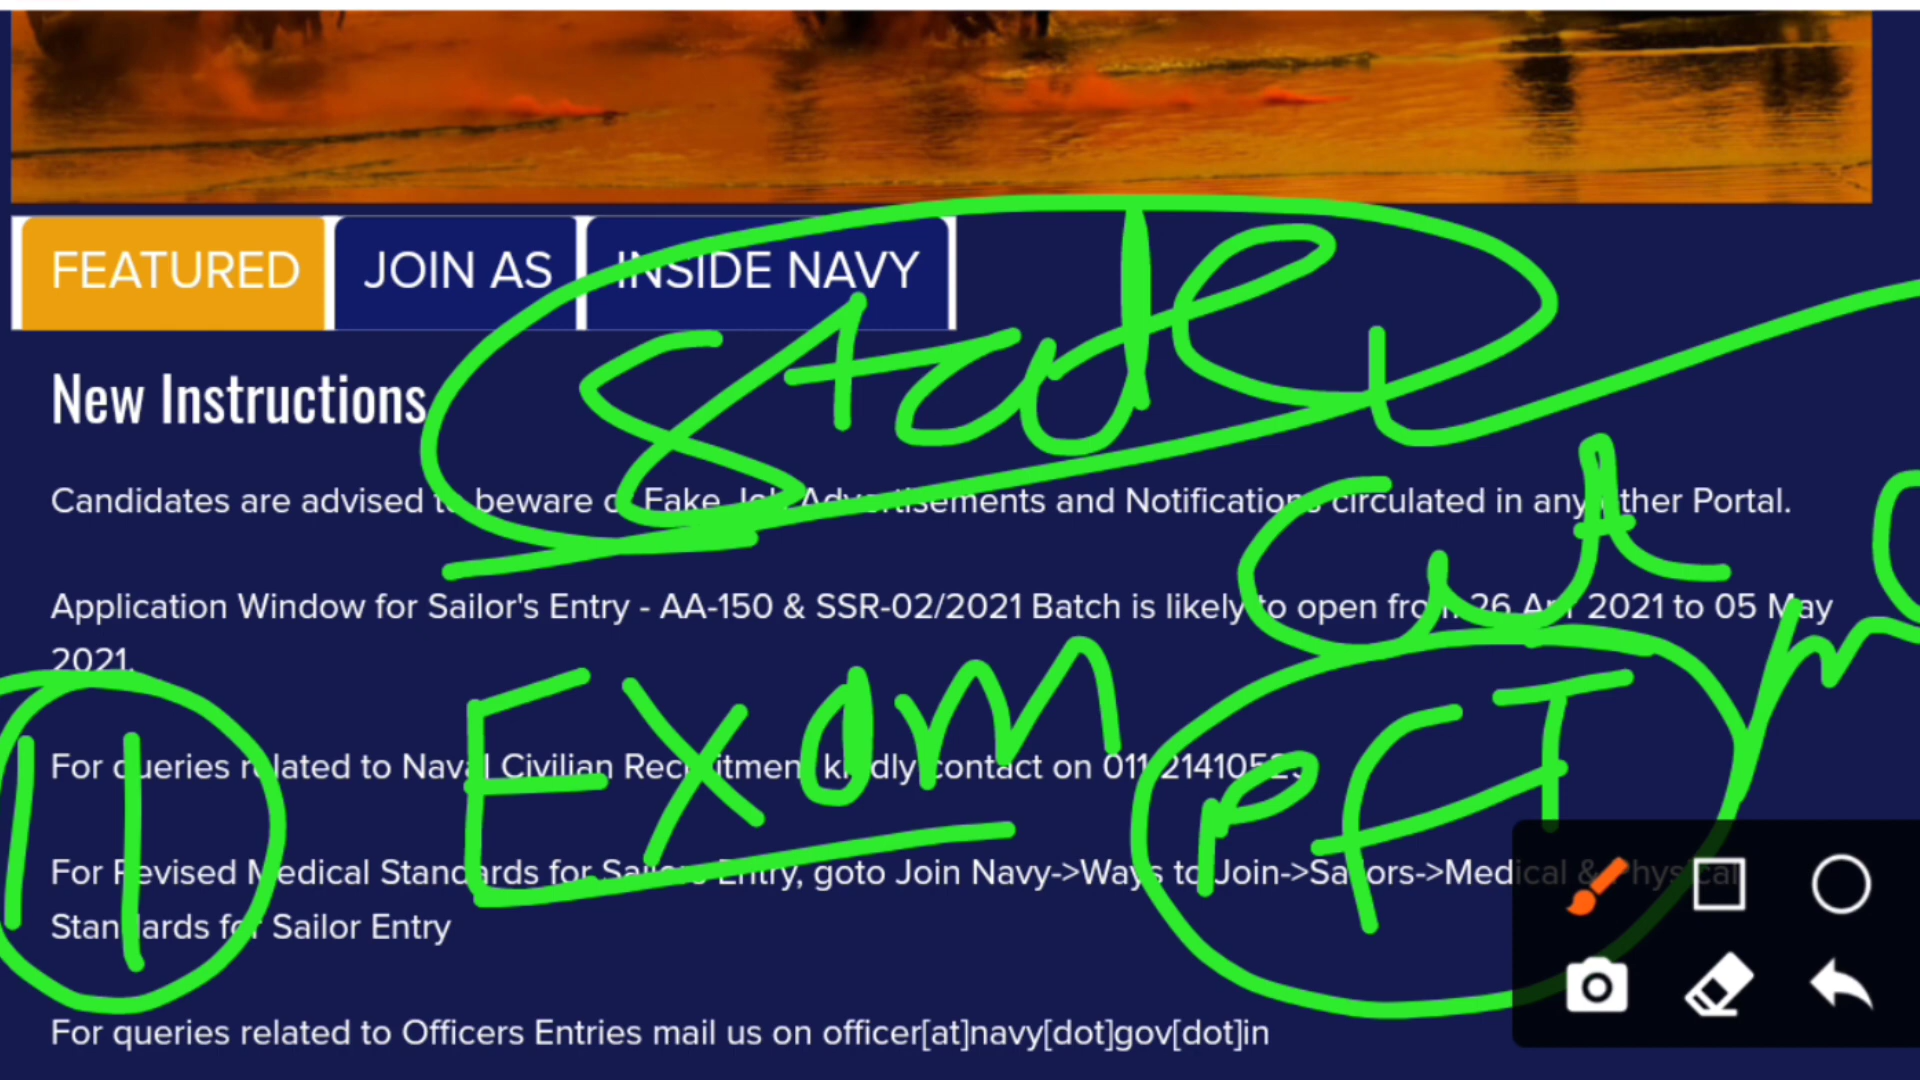 FEATURED JOIN AS INSIDE NAVY
State
New Instructions
Candidates are advised to beware of Fake Job Advertisements and Notifications circulated in any other Portal.
Cut
Application Window for Sailor's Entry - AA-150 & SSR-02/2021 Batch is likely to open from 26 Apr 2021 to 05 May
2021.
11
Exam
PFT
For queries related to Naval Civilian Recruitment kindly contact on
For Revised Medical Standards for Sailors Entry, goto Join Navy->Ways to Join->Sailors->Medical & Physical
Standards for Sailor Entry
For queries related to Officers Entries mail us on officer[at]navy[dot]gov[dot]in